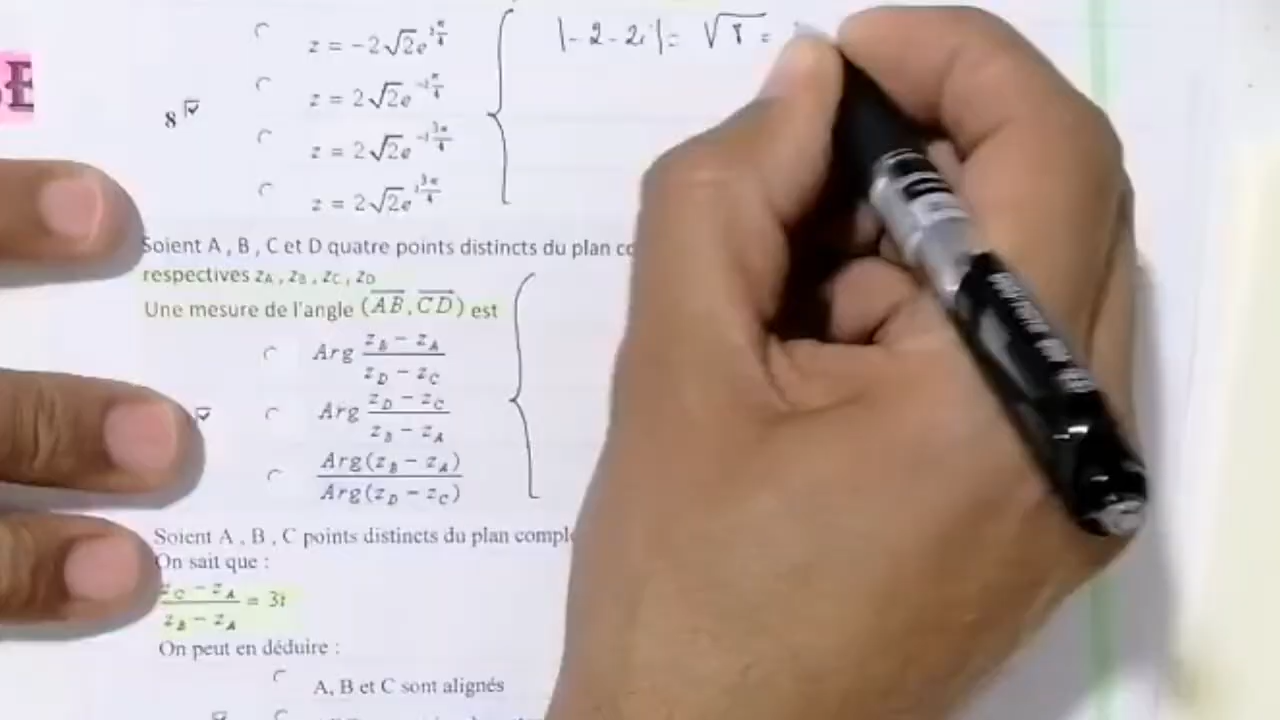 z = -2√2e^{iπ/4}
|-2-2i| = √8 =
z = 2√2e^{-iπ/4}
8
z = 2√2e^{-i3π/4}
z = 2√2e^{i3π/4}
Soient A , B , C et D quatre points distincts du plan co
respectives z_A , z_B , z_C , z_D
Une mesure de l'angle (AB, CD) est
Arg (z_B - z_A)/(z_D - z_C)
Arg (z_D - z_C)/(z_B - z_A)
Arg(z_B - z_A)/Arg(z_D - z_C)
Soient A , B , C points distincts du plan comple
On sait que :
(z_C - z_A)/(z_B - z_A) = 3i
On peut en déduire :
A, B et C sont alignés